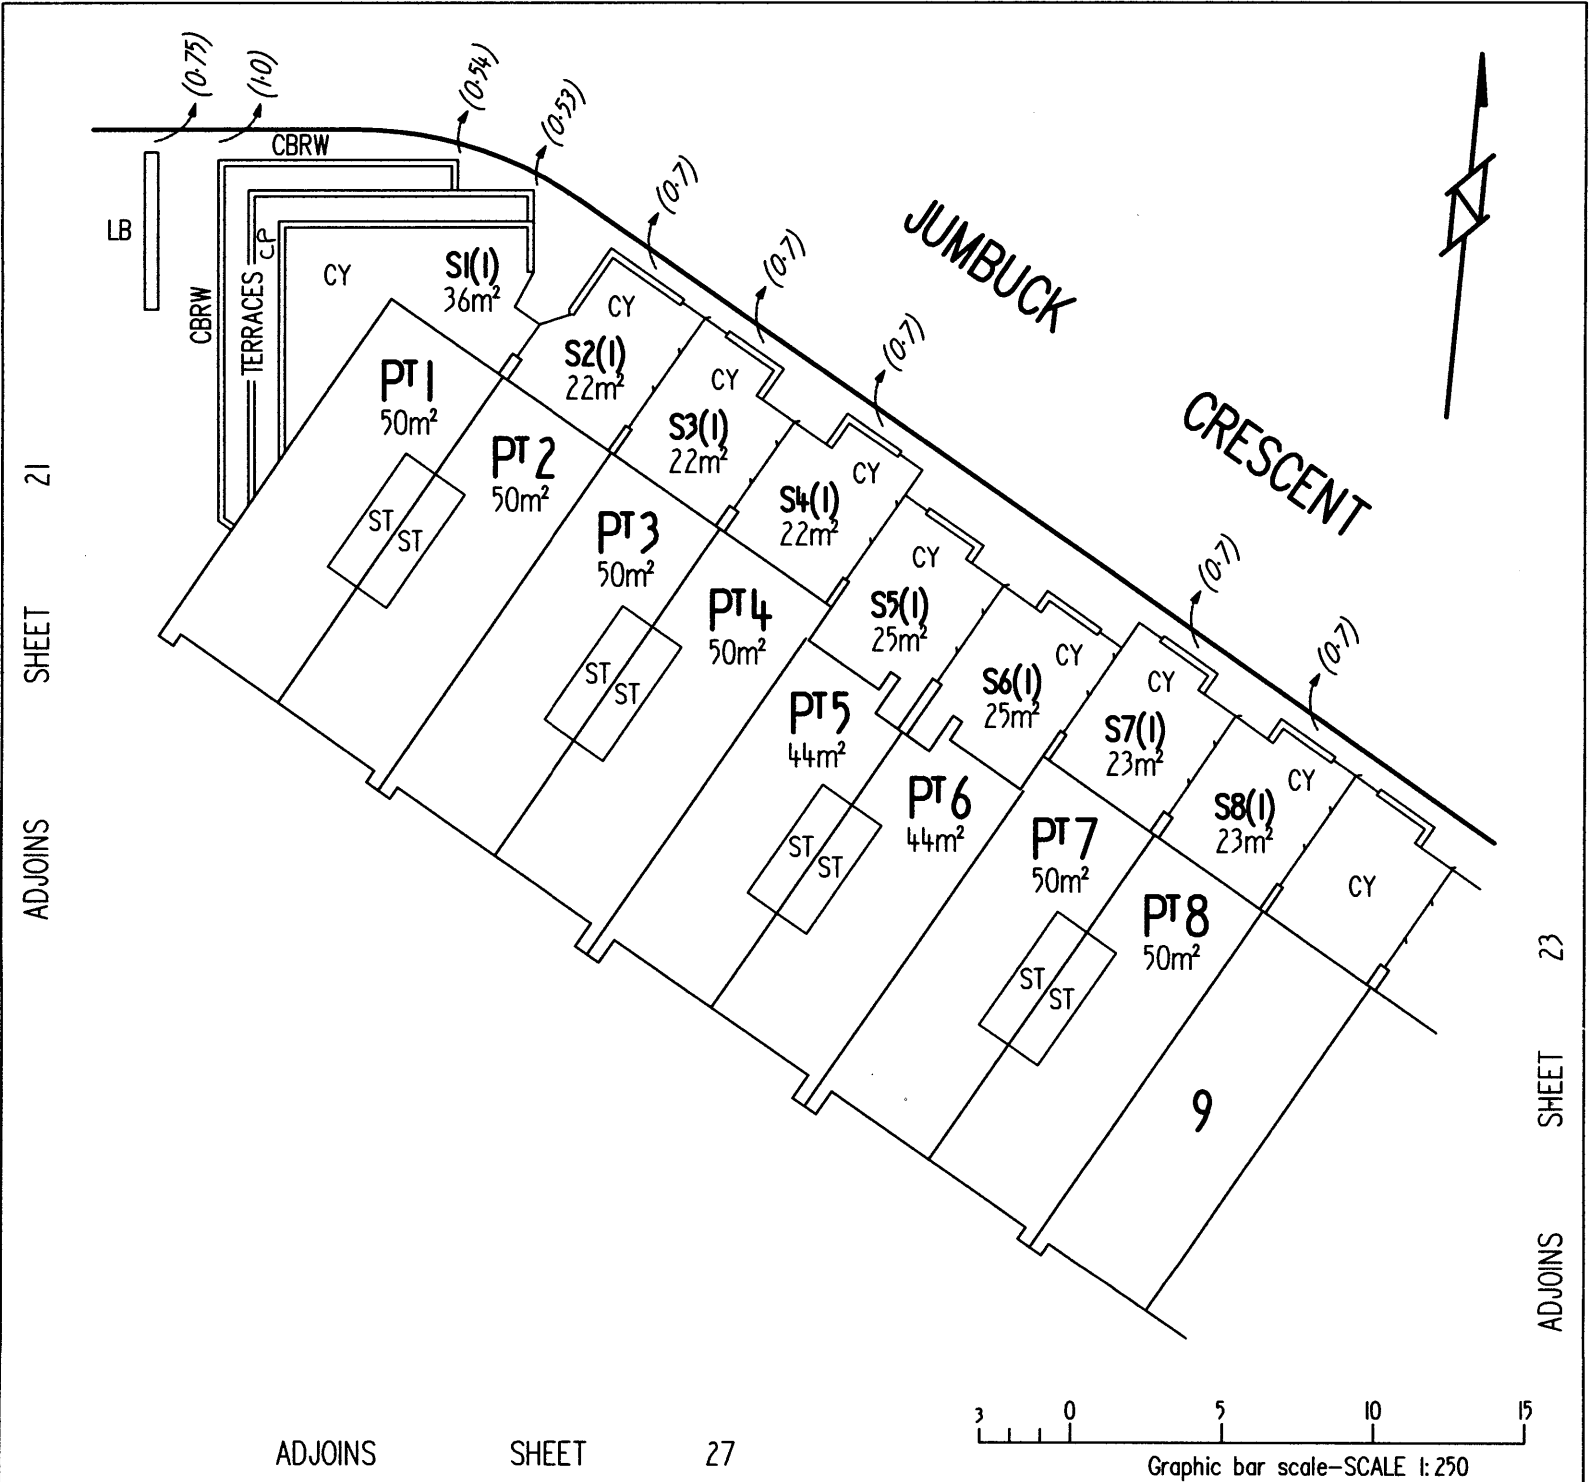 (0·75)
(1·0)
(0·54)
(0·53)
(0·7)
(0·7)
(0·7)
(0·7)
(0·7)
JUMBUCK
CRESCENT
CBRW
LB
CBRW
TERRACES
CP
CY
S1(1)
36m²
CY
S2(1)
22m²
CY
S3(1)
22m²
CY
S4(1)
22m²
CY
S5(1)
25m²
CY
S6(1)
25m²
CY
S7(1)
23m²
CY
S8(1)
23m²
CY
PT 1
50m²
PT 2
50m²
PT 3
50m²
PT 4
50m²
PT 5
44m²
PT 6
44m²
PT 7
50m²
PT 8
50m²
9
ST
ST
ST
ST
ST
ST
ST
ST
ADJOINS SHEET 21
ADJOINS SHEET 23
ADJOINS SHEET 27
3 0 5 10 15
Graphic bar scale-SCALE 1:250